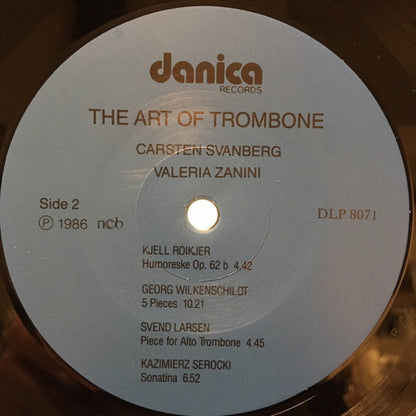 danica
RECORDS
THE ART OF TROMBONE
CARSTEN SVANBERG
VALERIA ZANINI
Side 2
Ⓟ 1986 ncb
DLP 8071
KJELL ROIKJER
Humoreske Op. 62 b 4.42
GEORG WILKENSCHILDT
5 Pieces 10.21
SVEND LARSEN
Piece for Alto Trombone 4.45
KAZIMIERZ SEROCKI
Sonatina 6.52